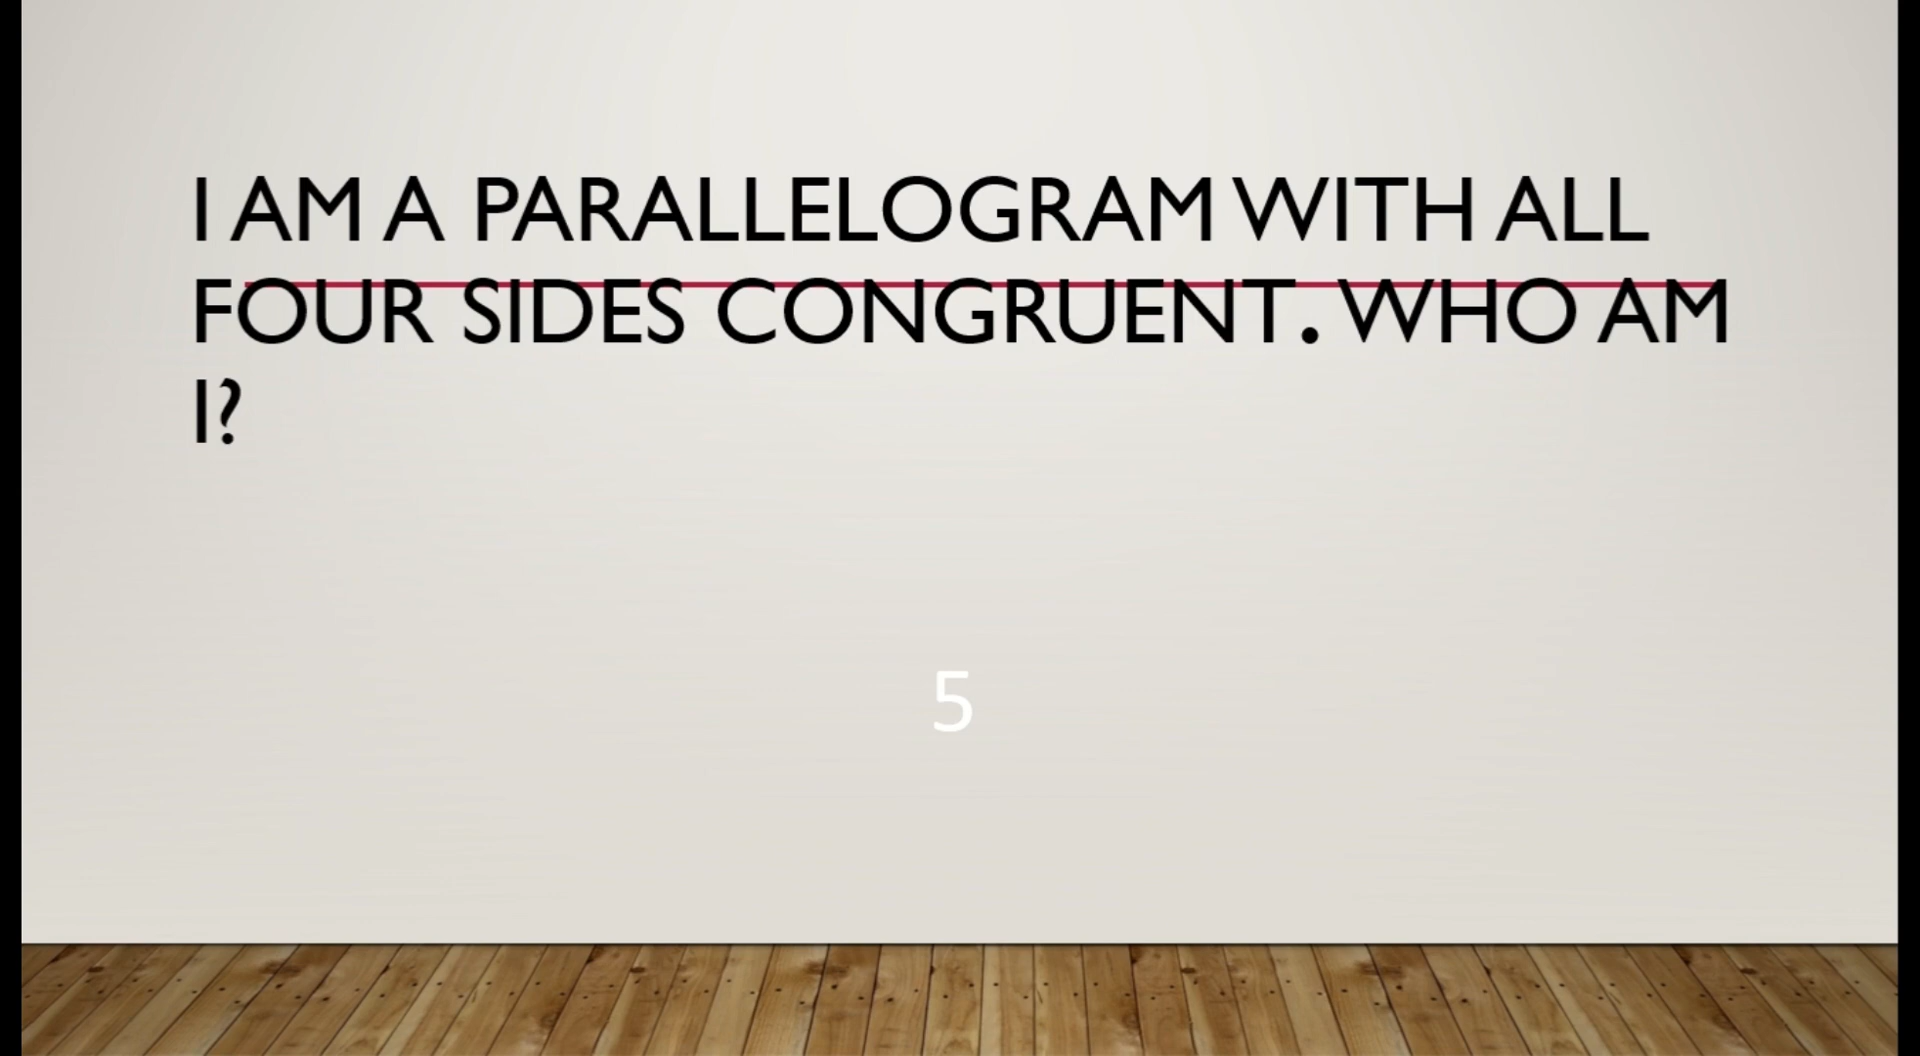 I AM A PARALLELOGRAM WITH ALL
FOUR SIDES CONGRUENT. WHO AM
I?
5